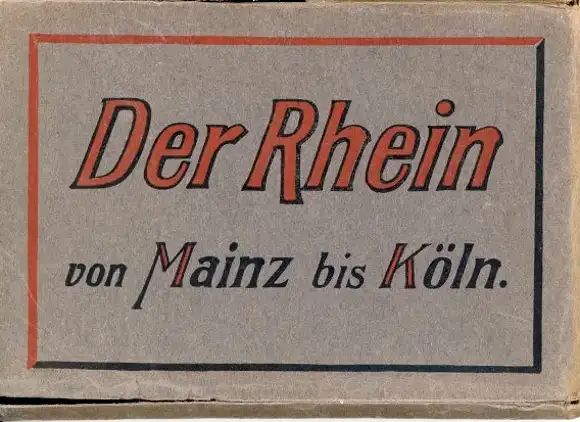 Der Rhein
von Mainz bis Köln.